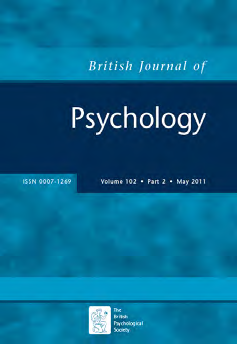 British Journal of
Psychology
ISSN 0007-1269
Volume 102 • Part 2 • May 2011
The
British
Psychological
Society